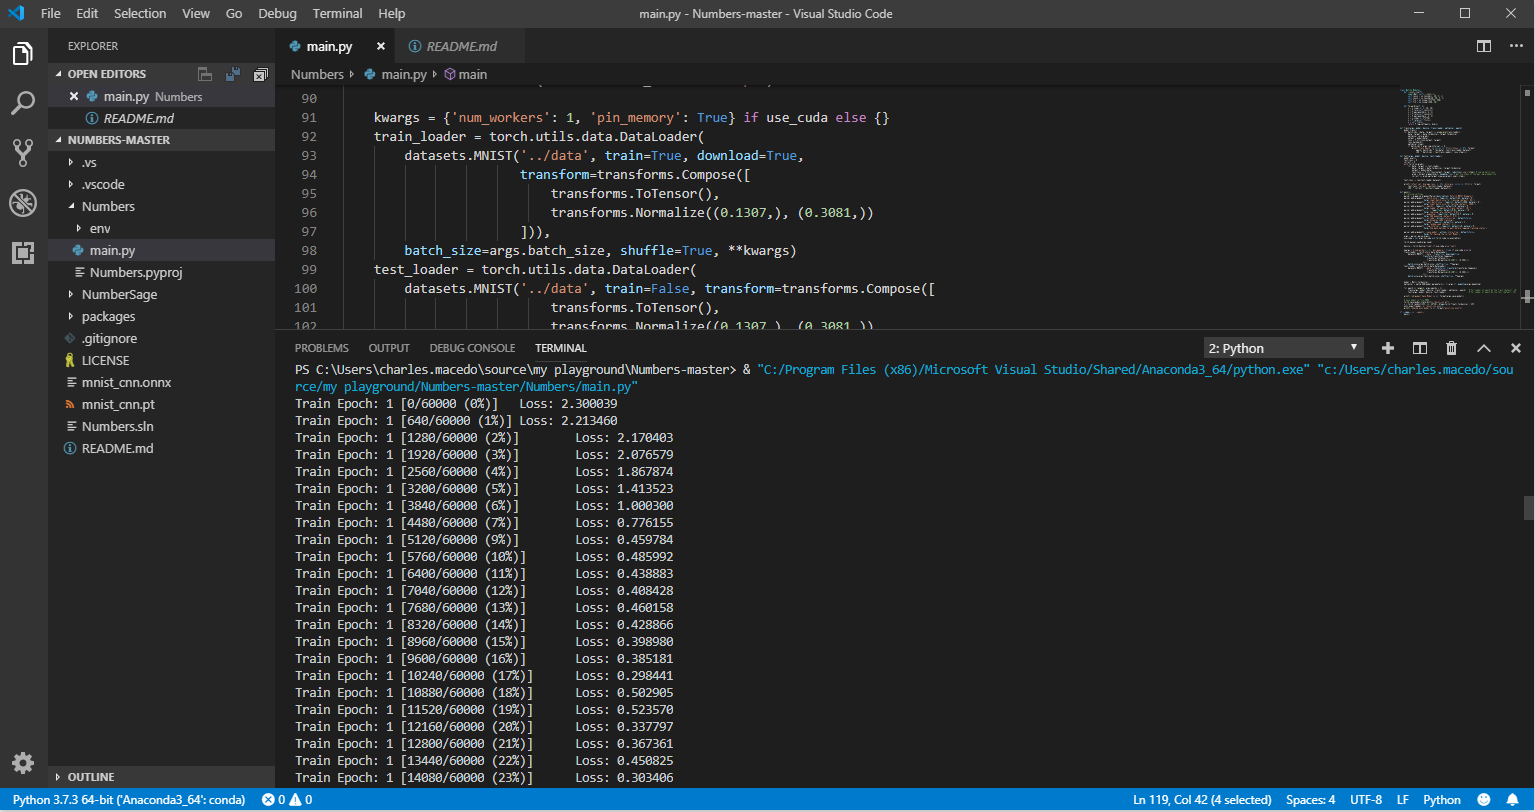 File Edit Selection View Go Debug Terminal Help
main.py - Numbers-master - Visual Studio Code
EXPLORER
OPEN EDITORS
main.py Numbers
README.md
NUMBERS-MASTER
.vs
.vscode
Numbers
env
main.py
Numbers.pyproj
NumberSage
packages
.gitignore
LICENSE
mnist_cnn.onnx
mnist_cnn.pt
Numbers.sln
README.md
OUTLINE
main.py README.md
Numbers main.py main
90
91 kwargs = {'num_workers': 1, 'pin_memory': True} if use_cuda else {}
92 train_loader = torch.utils.data.DataLoader(
93 datasets.MNIST('../data', train=True, download=True,
94 transform=transforms.Compose([
95 transforms.ToTensor(),
96 transforms.Normalize((0.1307,), (0.3081,))
97 ])),
98 batch_size=args.batch_size, shuffle=True, **kwargs)
99 test_loader = torch.utils.data.DataLoader(
100 datasets.MNIST('../data', train=False, transform=transforms.Compose([
101 transforms.ToTensor(),
102 transforms.Normalize((0.1307,), (0.3081,))
PROBLEMS OUTPUT DEBUG CONSOLE TERMINAL
2: Python
PS C:\Users\charles.macedo\source\my playground\Numbers-master> & "C:/Program Files (x86)/Microsoft Visual Studio/Shared/Anaconda3_64/python.exe" "c:/Users/charles.macedo/sou
rce/my playground/Numbers-master/Numbers/main.py"
Train Epoch: 1 [0/60000 (0%)] Loss: 2.300039
Train Epoch: 1 [640/60000 (1%)] Loss: 2.213460
Train Epoch: 1 [1280/60000 (2%)] Loss: 2.170403
Train Epoch: 1 [1920/60000 (3%)] Loss: 2.076579
Train Epoch: 1 [2560/60000 (4%)] Loss: 1.867874
Train Epoch: 1 [3200/60000 (5%)] Loss: 1.413523
Train Epoch: 1 [3840/60000 (6%)] Loss: 1.000300
Train Epoch: 1 [4480/60000 (7%)] Loss: 0.776155
Train Epoch: 1 [5120/60000 (9%)] Loss: 0.459784
Train Epoch: 1 [5760/60000 (10%)] Loss: 0.485992
Train Epoch: 1 [6400/60000 (11%)] Loss: 0.438883
Train Epoch: 1 [7040/60000 (12%)] Loss: 0.408428
Train Epoch: 1 [7680/60000 (13%)] Loss: 0.460158
Train Epoch: 1 [8320/60000 (14%)] Loss: 0.428866
Train Epoch: 1 [8960/60000 (15%)] Loss: 0.398980
Train Epoch: 1 [9600/60000 (16%)] Loss: 0.385181
Train Epoch: 1 [10240/60000 (17%)] Loss: 0.298441
Train Epoch: 1 [10880/60000 (18%)] Loss: 0.502905
Train Epoch: 1 [11520/60000 (19%)] Loss: 0.523570
Train Epoch: 1 [12160/60000 (20%)] Loss: 0.337797
Train Epoch: 1 [12800/60000 (21%)] Loss: 0.367361
Train Epoch: 1 [13440/60000 (22%)] Loss: 0.450825
Train Epoch: 1 [14080/60000 (23%)] Loss: 0.303406
Python 3.7.3 64-bit ('Anaconda3_64': conda) 0 0 Ln 119, Col 42 (4 selected) Spaces: 4 UTF-8 LF Python